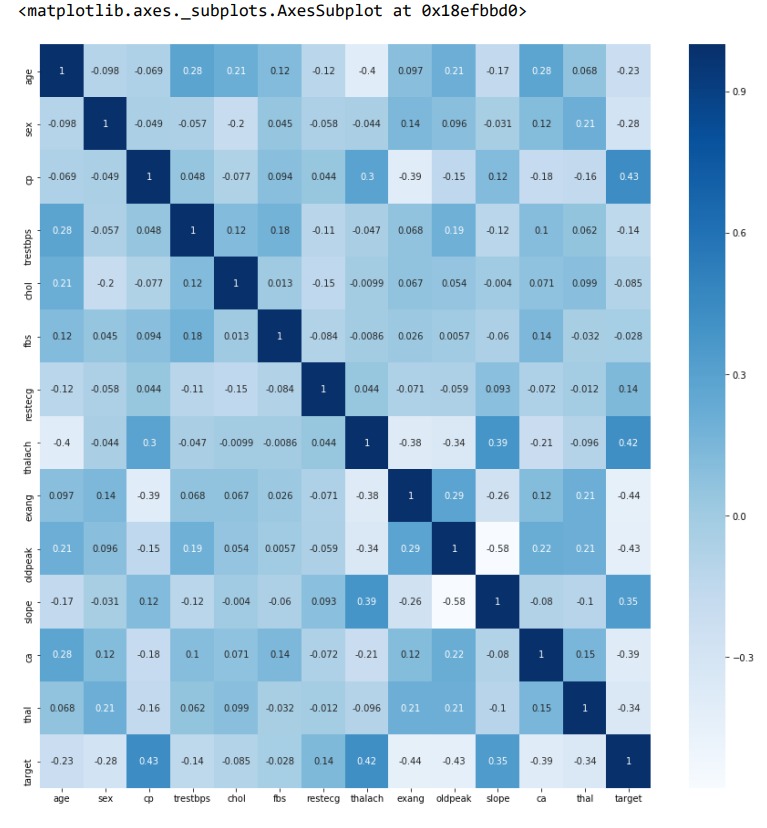 <matplotlib.axes._subplots.AxesSubplot at 0x18efbbd0>
age 1 -0.098 -0.069 0.28 0.21 0.12 -0.12 -0.4 0.097 0.21 -0.17 0.28 0.068 -0.23
sex -0.098 1 -0.049 -0.057 -0.2 0.045 -0.058 -0.044 0.14 0.096 -0.031 0.12 0.21 -0.28
cp -0.069 -0.049 1 0.048 -0.077 0.094 0.044 0.3 -0.39 -0.15 0.12 -0.18 -0.16 0.43
trestbps 0.28 -0.057 0.048 1 0.12 0.18 -0.11 -0.047 0.068 0.19 -0.12 0.1 0.062 -0.14
chol 0.21 -0.2 -0.077 0.12 1 0.013 -0.15 -0.0099 0.067 0.054 -0.004 0.071 0.099 -0.085
fbs 0.12 0.045 0.094 0.18 0.013 1 -0.084 -0.0086 0.026 0.0057 -0.06 0.14 -0.032 -0.028
restecg -0.12 -0.058 0.044 -0.11 -0.15 -0.084 1 0.044 -0.071 -0.059 0.093 -0.072 -0.012 0.14
thalach -0.4 -0.044 0.3 -0.047 -0.0099 -0.0086 0.044 1 -0.38 -0.34 0.39 -0.21 -0.096 0.42
exang 0.097 0.14 -0.39 0.068 0.067 0.026 -0.071 -0.38 1 0.29 -0.26 0.12 0.21 -0.44
oldpeak 0.21 0.096 -0.15 0.19 0.054 0.0057 -0.059 -0.34 0.29 1 -0.58 0.22 0.21 -0.43
slope -0.17 -0.031 0.12 -0.12 -0.004 -0.06 0.093 0.39 -0.26 -0.58 1 -0.08 -0.1 0.35
ca 0.28 0.12 -0.18 0.1 0.071 0.14 -0.072 -0.21 0.12 0.22 -0.08 1 0.15 -0.39
thal 0.068 0.21 -0.16 0.062 0.099 -0.032 -0.012 -0.096 0.21 0.21 -0.1 0.15 1 -0.34
target -0.23 -0.28 0.43 -0.14 -0.085 -0.028 0.14 0.42 -0.44 -0.43 0.35 -0.39 -0.34 1
age sex cp trestbps chol fbs restecg thalach exang oldpeak slope ca thal target
0.9
0.6
0.3
0.0
−0.3